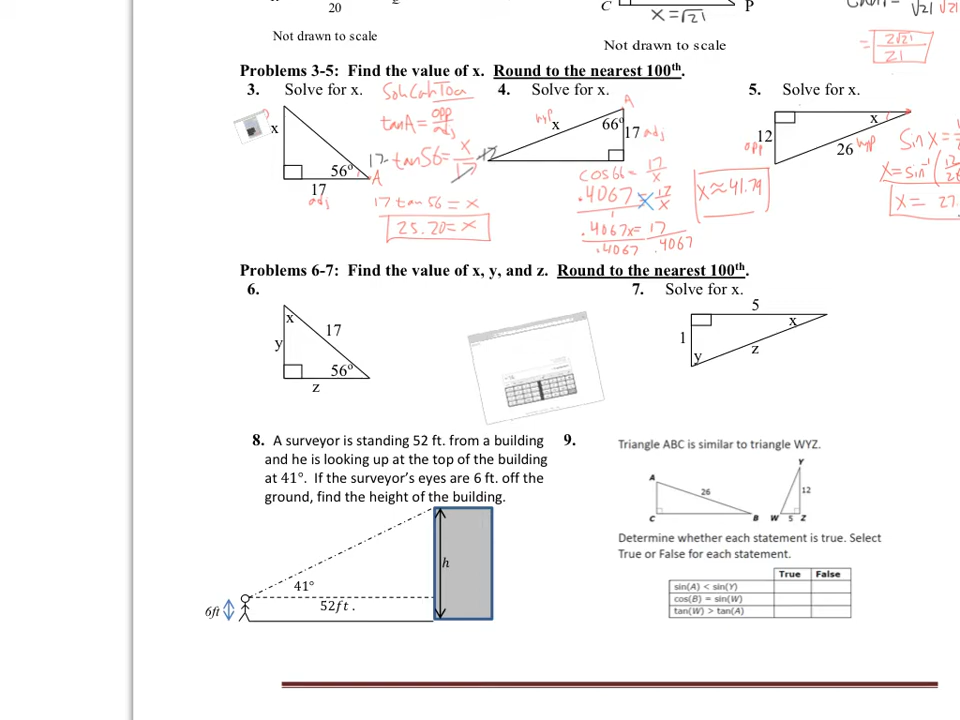 20
C
P
x = √21
√21 √21
Not drawn to scale
Not drawn to scale
= 2√21
21
Problems 3-5: Find the value of x. Round to the nearest 100th.
3. Solve for x.
SohCahToa
x
56°
17
adj
A
tanA = opp
adj
17· tan56 = x ·17
17
17 tan 56 = x
25.20 = x
4. Solve for x.
A
hyp
x
66°
17 adj
cos66 = 17
x
.4067 = 17
1 x
.4067x = 17
.4067 .4067
x ≈ 41.79
5. Solve for x.
x
12
opp
26 hyp
Sin x =
x = sin⁻¹(12
x = 27.
Problems 6-7: Find the value of x, y, and z. Round to the nearest 100th.
6.
x
17
y
56°
z
7. Solve for x.
5
x
1
z
y
8. A surveyor is standing 52 ft. from a building
and he is looking up at the top of the building
at 41°. If the surveyor's eyes are 6 ft. off the
ground, find the height of the building.
h
41°
52ft.
6ft
9.
Triangle ABC is similar to triangle WYZ.
A
26
C
B
Y
12
W 5 Z
Determine whether each statement is true. Select
True or False for each statement.
True False
sin(A) < sin(Y)
cos(B) = sin(W)
tan(W) > tan(A)